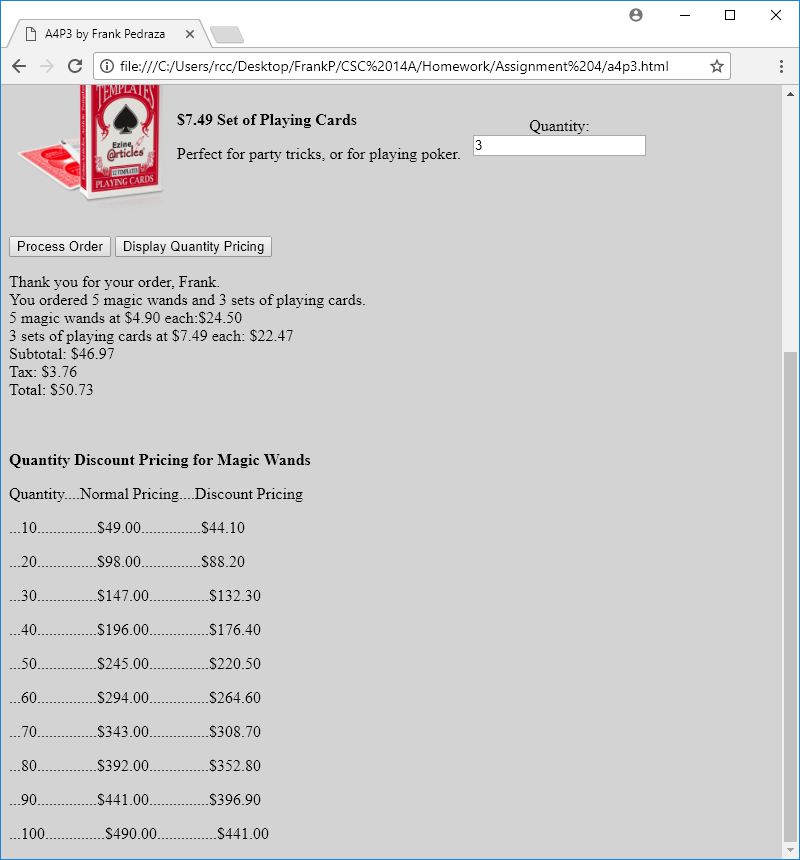 A4P3 by Frank Pedraza
file:///C:/Users/rcc/Desktop/FrankP/CSC%2014A/Homework/Assignment%204/a4p3.html
TEMPLATES
Ezine
@rticles
12 TEMPLATES
PLAYING CARDS
$7.49 Set of Playing Cards
Perfect for party tricks, or for playing poker.
Quantity:
3
Process Order Display Quantity Pricing
Thank you for your order, Frank.
You ordered 5 magic wands and 3 sets of playing cards.
5 magic wands at $4.90 each:$24.50
3 sets of playing cards at $7.49 each: $22.47
Subtotal: $46.97
Tax: $3.76
Total: $50.73
Quantity Discount Pricing for Magic Wands
Quantity....Normal Pricing....Discount Pricing
...10...............$49.00...............$44.10
...20...............$98.00...............$88.20
...30...............$147.00...............$132.30
...40...............$196.00...............$176.40
...50...............$245.00...............$220.50
...60...............$294.00...............$264.60
...70...............$343.00...............$308.70
...80...............$392.00...............$352.80
...90...............$441.00...............$396.90
...100...............$490.00...............$441.00